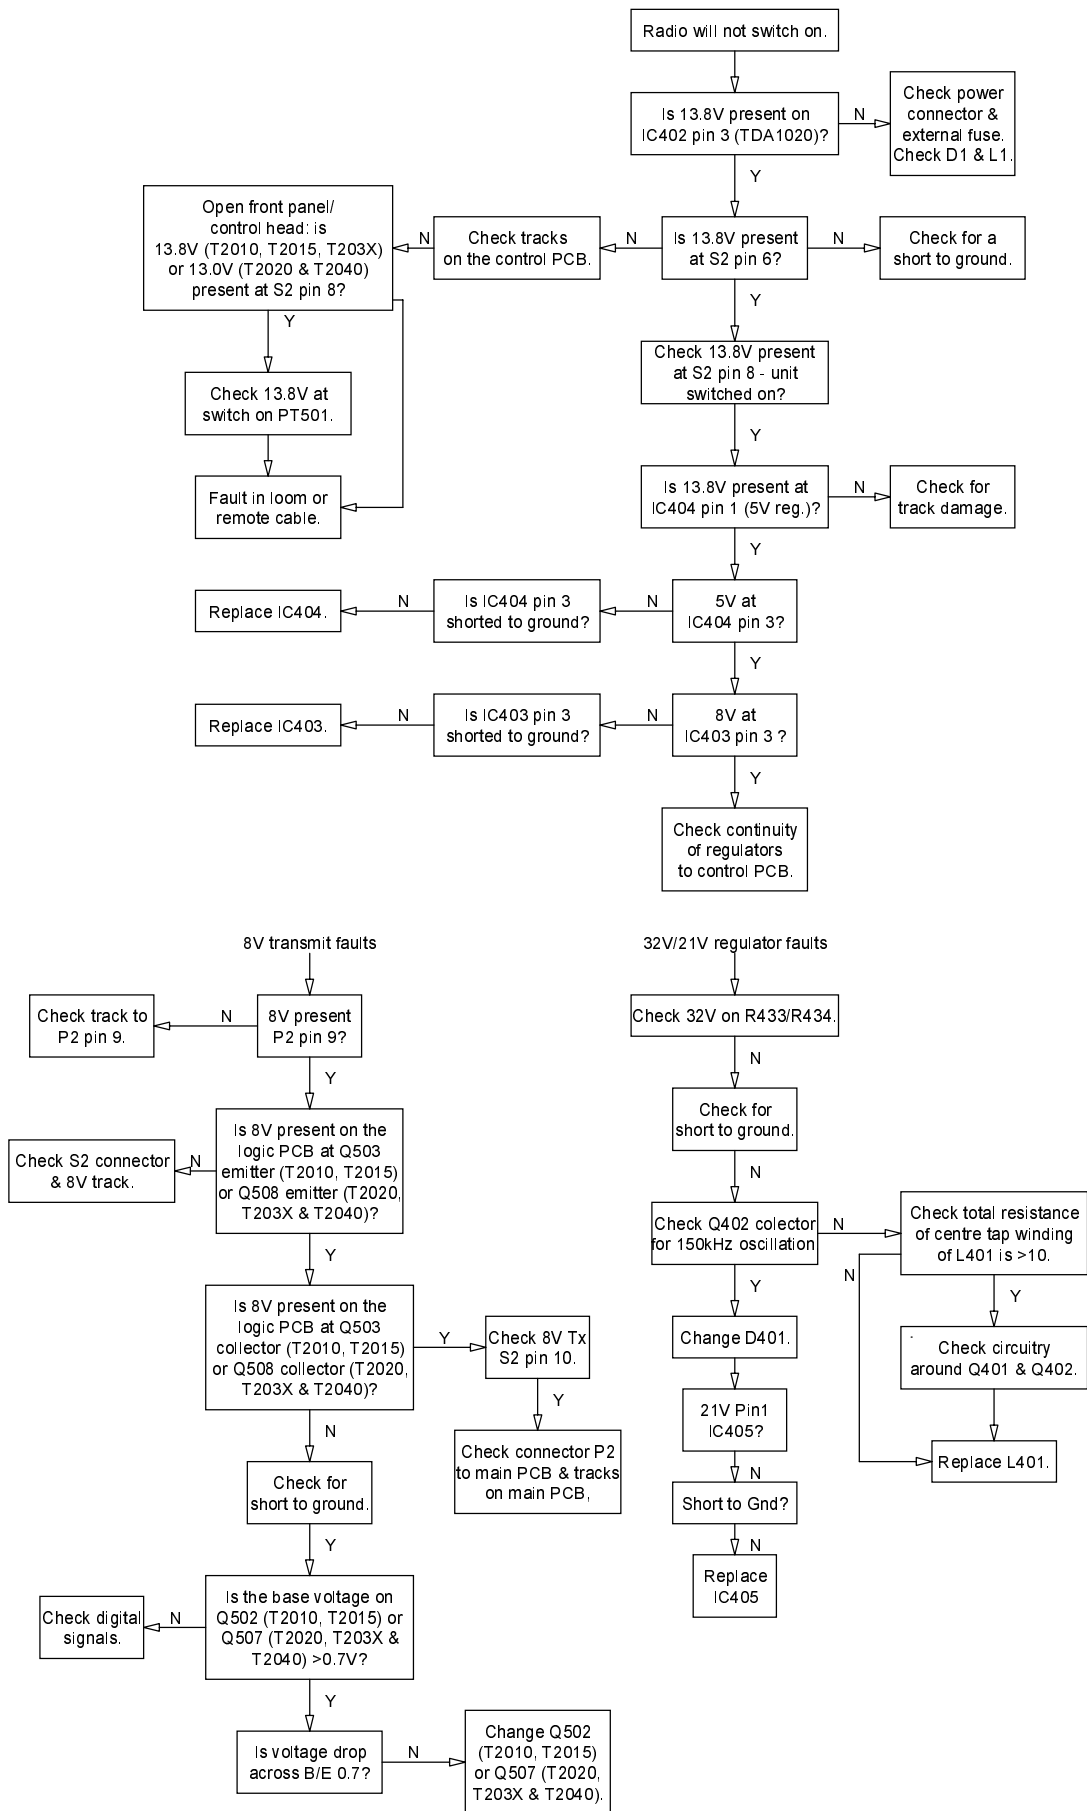 Radio will not switch on.
Is 13.8V present on
IC402 pin 3 (TDA1020)?
N
Check power
connector &
external fuse.
Check D1 & L1.
Y
Open front panel/
control head: is
13.8V (T2010, T2015, T203X)
or 13.0V (T2020 & T2040)
present at S2 pin 8?
N
Check tracks
on the control PCB.
N
Is 13.8V present
at S2 pin 6?
N
Check for a
short to ground.
Y
Y
Check 13.8V at
switch on PT501.
Check 13.8V present
at S2 pin 8 - unit
switched on?
Y
Fault in loom or
remote cable.
Is 13.8V present at
IC404 pin 1 (5V reg.)?
N
Check for
track damage.
Y
Replace IC404.
N
Is IC404 pin 3
shorted to ground?
N
5V at
IC404 pin 3?
Y
Replace IC403.
N
Is IC403 pin 3
shorted to ground?
N
8V at
IC403 pin 3 ?
Y
Check continuity
of regulators
to control PCB.
8V transmit faults
Check track to
P2 pin 9.
N
8V present
P2 pin 9?
Y
Check S2 connector
& 8V track.
N
Is 8V present on the
logic PCB at Q503
emitter (T2010, T2015)
or Q508 emitter (T2020,
T203X & T2040)?
Y
Is 8V present on the
logic PCB at Q503
collector (T2010, T2015)
or Q508 collector (T2020,
T203X & T2040)?
Y
Check 8V Tx
S2 pin 10.
Y
Check connector P2
to main PCB & tracks
on main PCB,
N
Check for
short to ground.
Y
Check digital
signals.
N
Is the base voltage on
Q502 (T2010, T2015) or
Q507 (T2020, T203X &
T2040) >0.7V?
Y
Is voltage drop
across B/E 0.7?
N
Change Q502
(T2010, T2015)
or Q507 (T2020,
T203X & T2040).
32V/21V regulator faults
Check 32V on R433/R434.
N
Check for
short to ground.
N
Check Q402 colector
for 150kHz oscillation
N
Check total resistance
of centre tap winding
of L401 is >10.
N
Y
Check circuitry
around Q401 & Q402.
Replace L401.
Y
Change D401.
21V Pin1
IC405?
N
Short to Gnd?
N
Replace
IC405